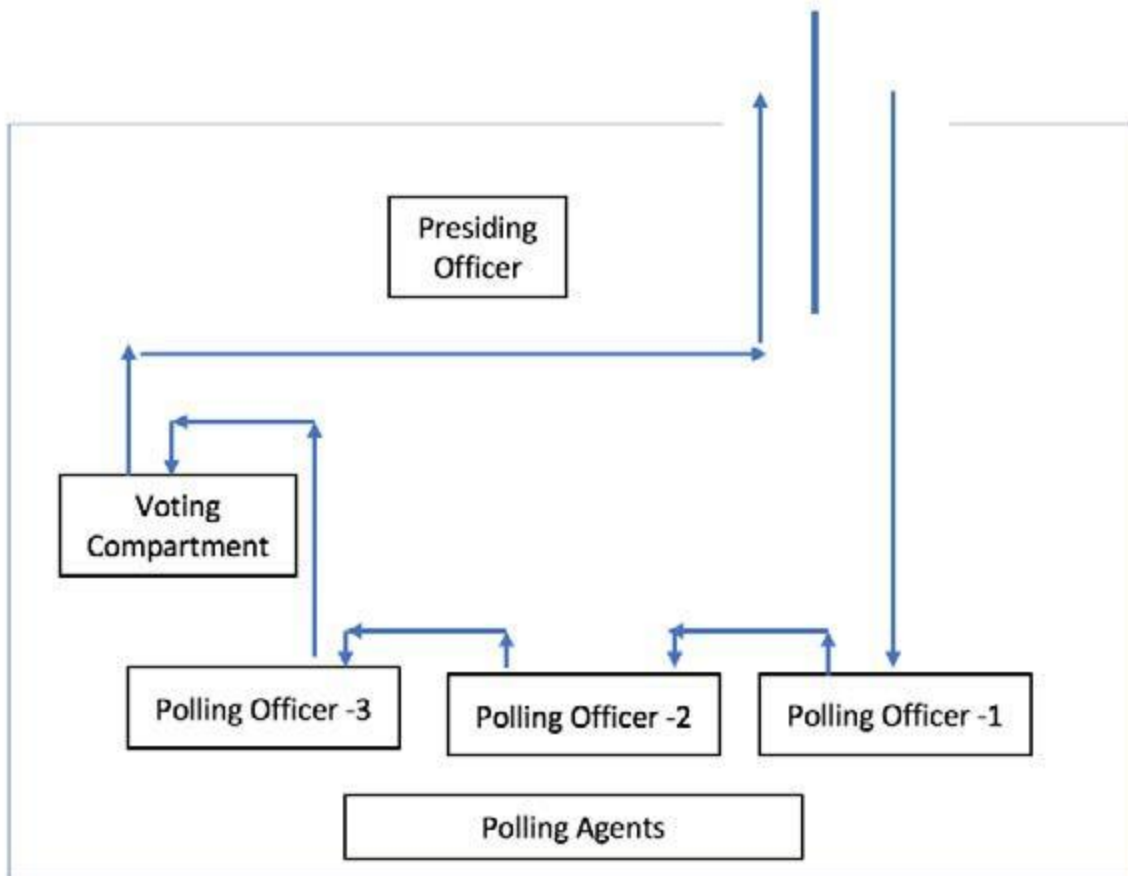 Presiding
Officer
Voting
Compartment
Polling Officer -3
Polling Officer -2
Polling Officer -1
Polling Agents